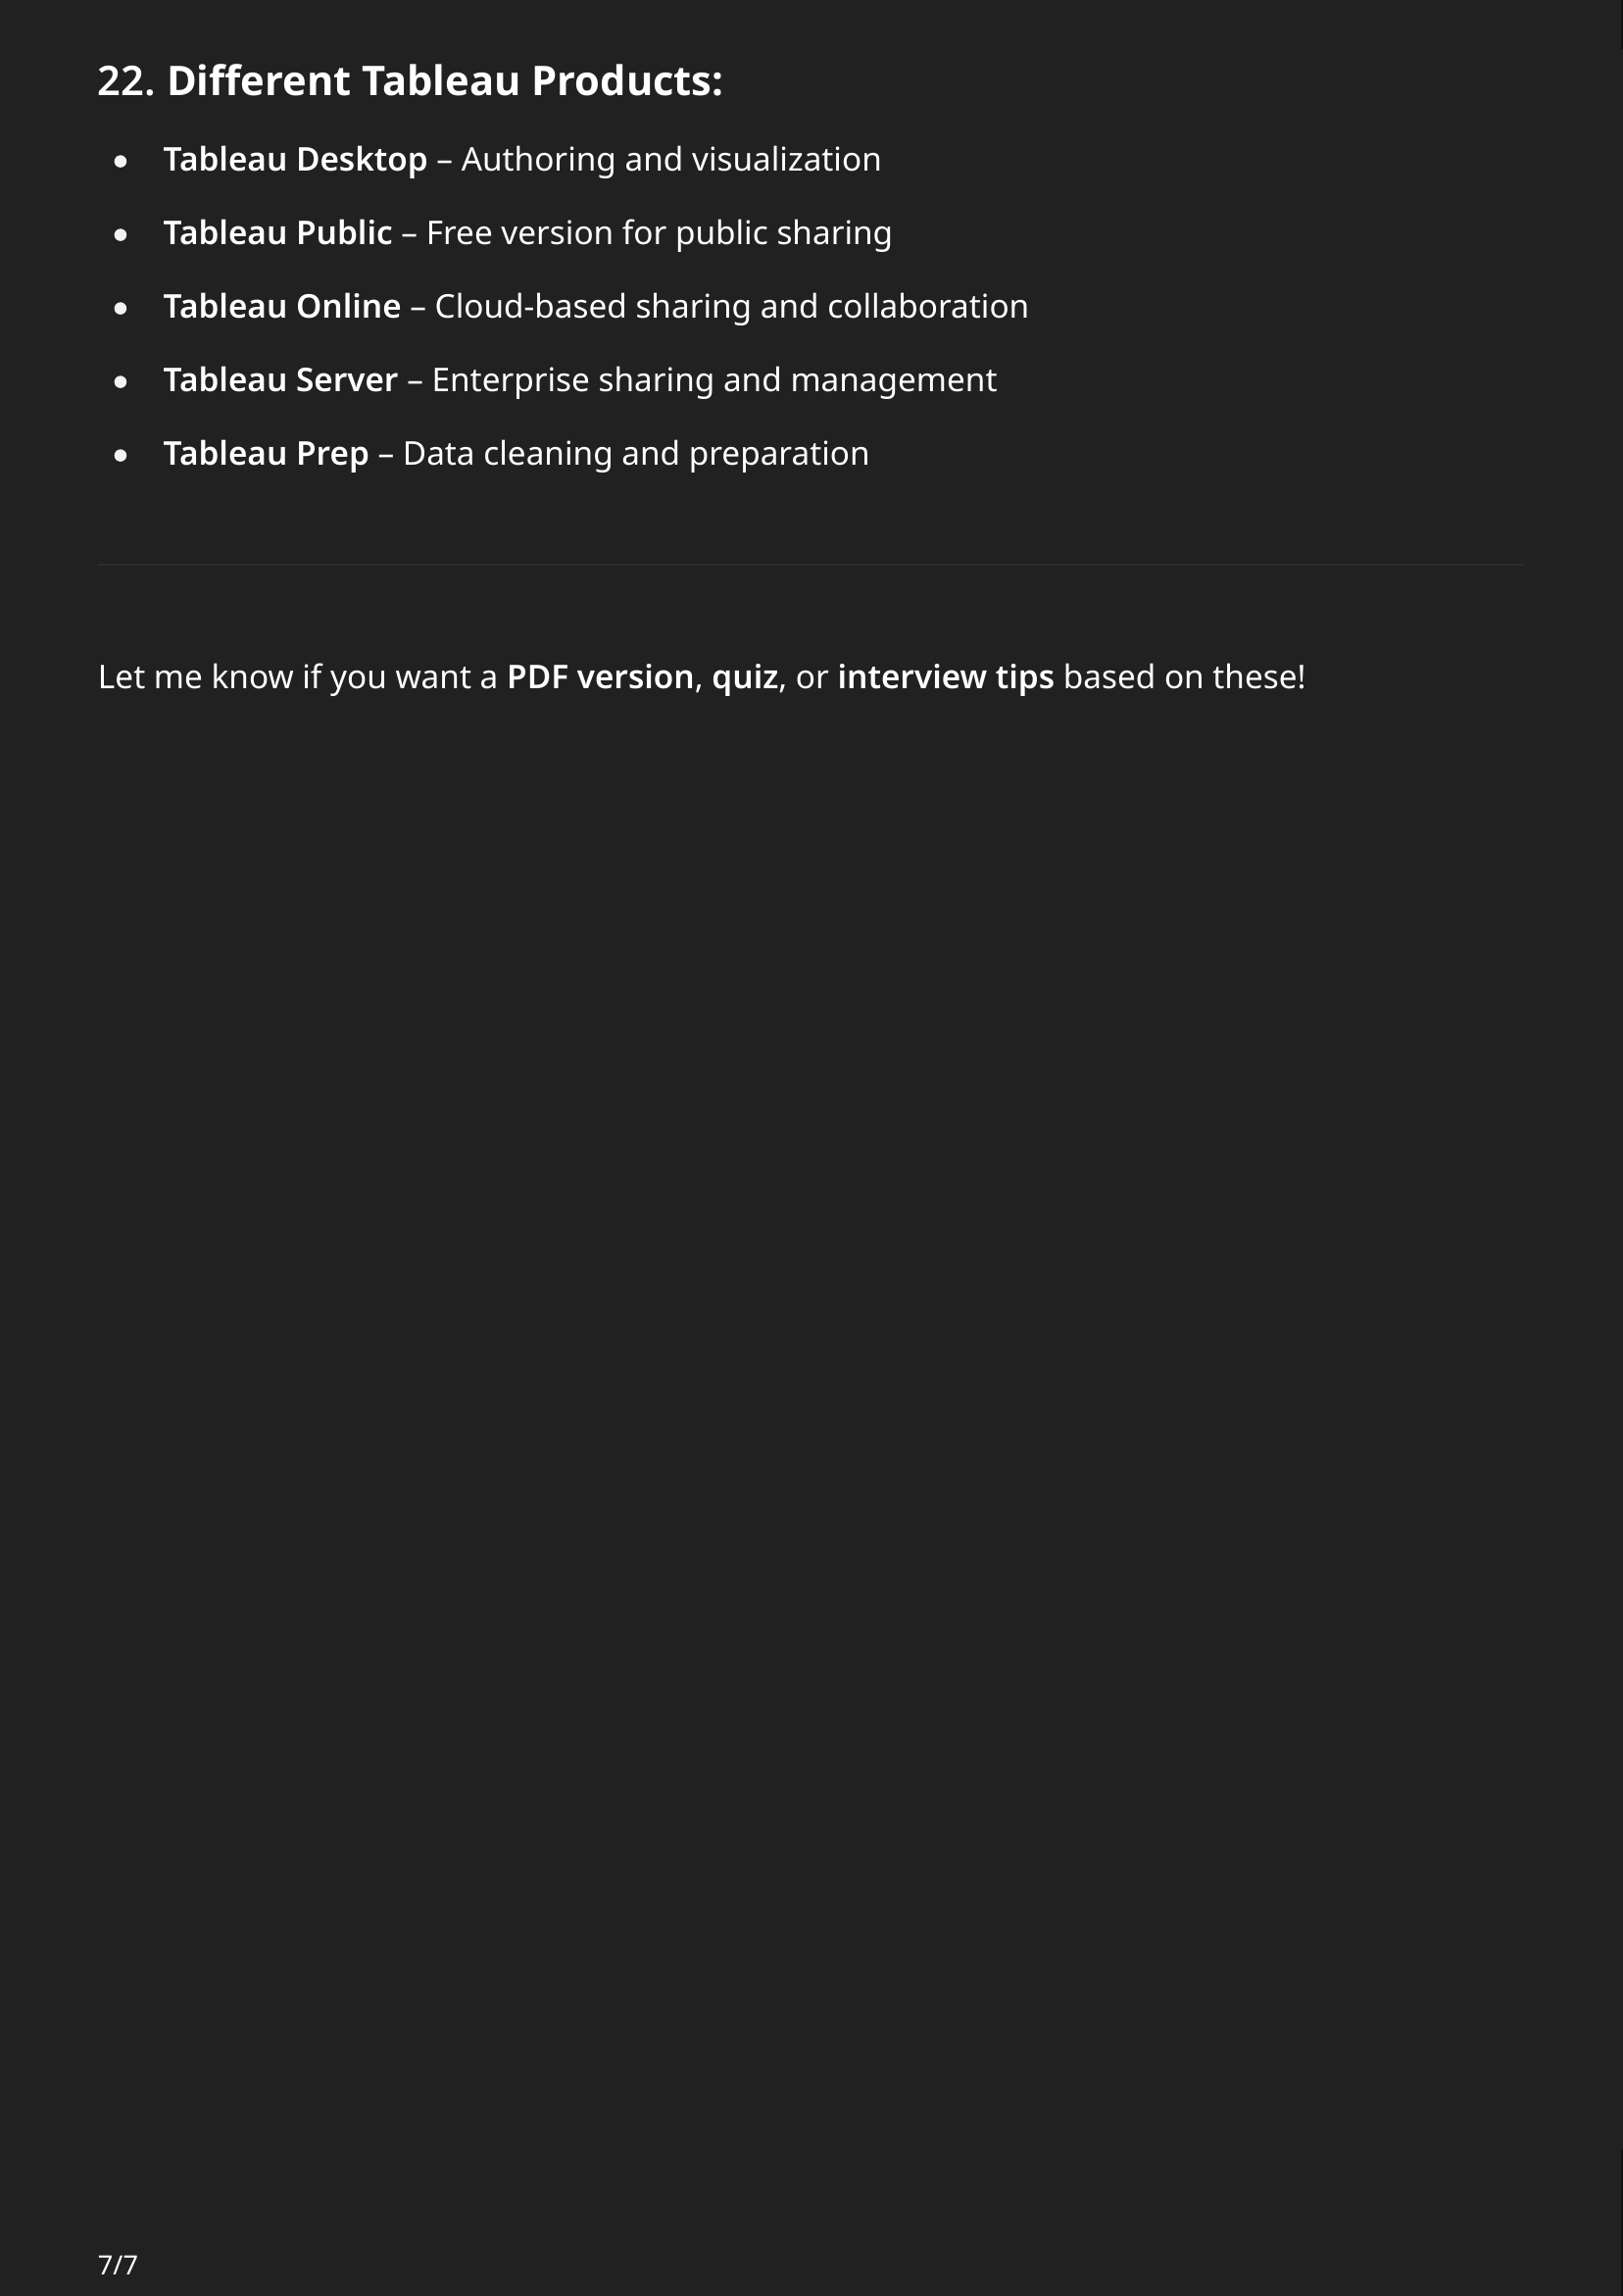 22. Different Tableau Products:
• Tableau Desktop – Authoring and visualization
• Tableau Public – Free version for public sharing
• Tableau Online – Cloud-based sharing and collaboration
• Tableau Server – Enterprise sharing and management
• Tableau Prep – Data cleaning and preparation
Let me know if you want a PDF version, quiz, or interview tips based on these!
7/7